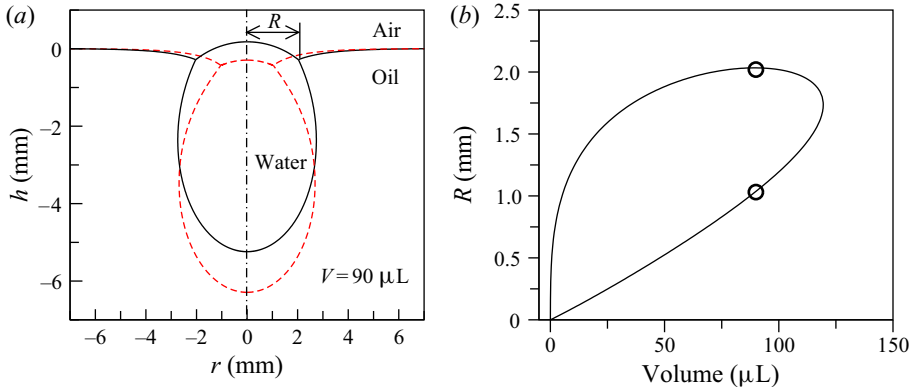 (a)
R
Air
Oil
Water
V = 90 μL
h (mm)
0
–2
–4
–6
–6 –4 –2 0 2 4 6
r (mm)
(b)
R (mm)
2.5
2.0
1.5
1.0
0.5
0
0 50 100 150
Volume (μL)